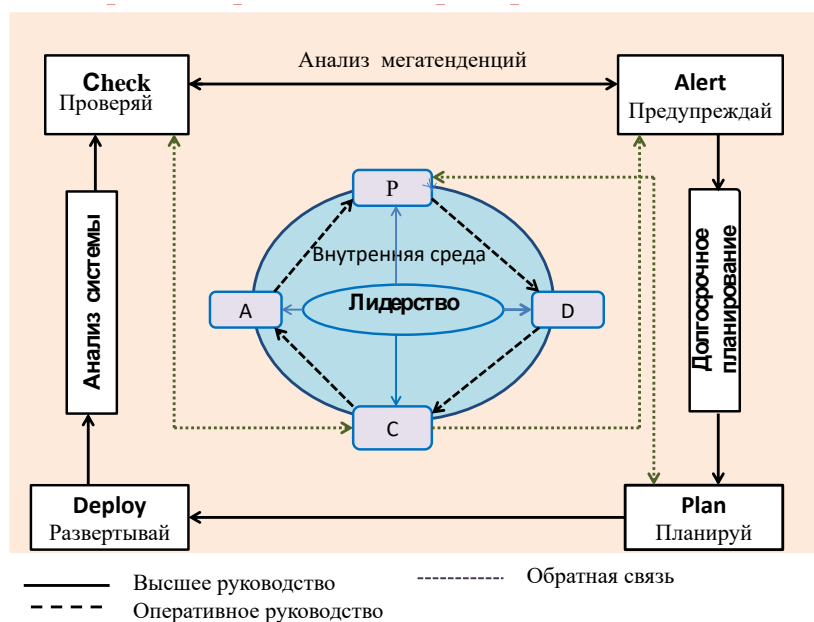 Анализ мегатенденций
Check
Проверяй
Alert
Предупреждай
P
Внутренняя среда
Лидерство
A
D
C
Анализ системы
Долгосрочное
планирование
Deploy
Развертывай
Plan
Планируй
Высшее руководство
Обратная связь
Оперативное руководство